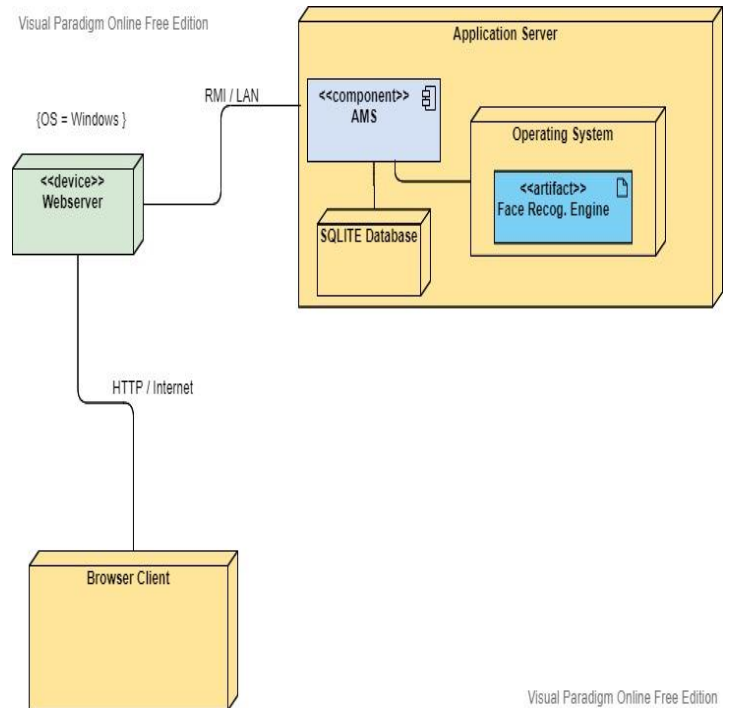 Visual Paradigm Online Free Edition
Application Server
RMI / LAN
<<component>>
AMS
{OS = Windows }
Operating System
<<device>>
Webserver
<<artifact>>
Face Recog. Engine
SQLITE Database
HTTP / Internet
Browser Client
Visual Paradigm Online Free Edition